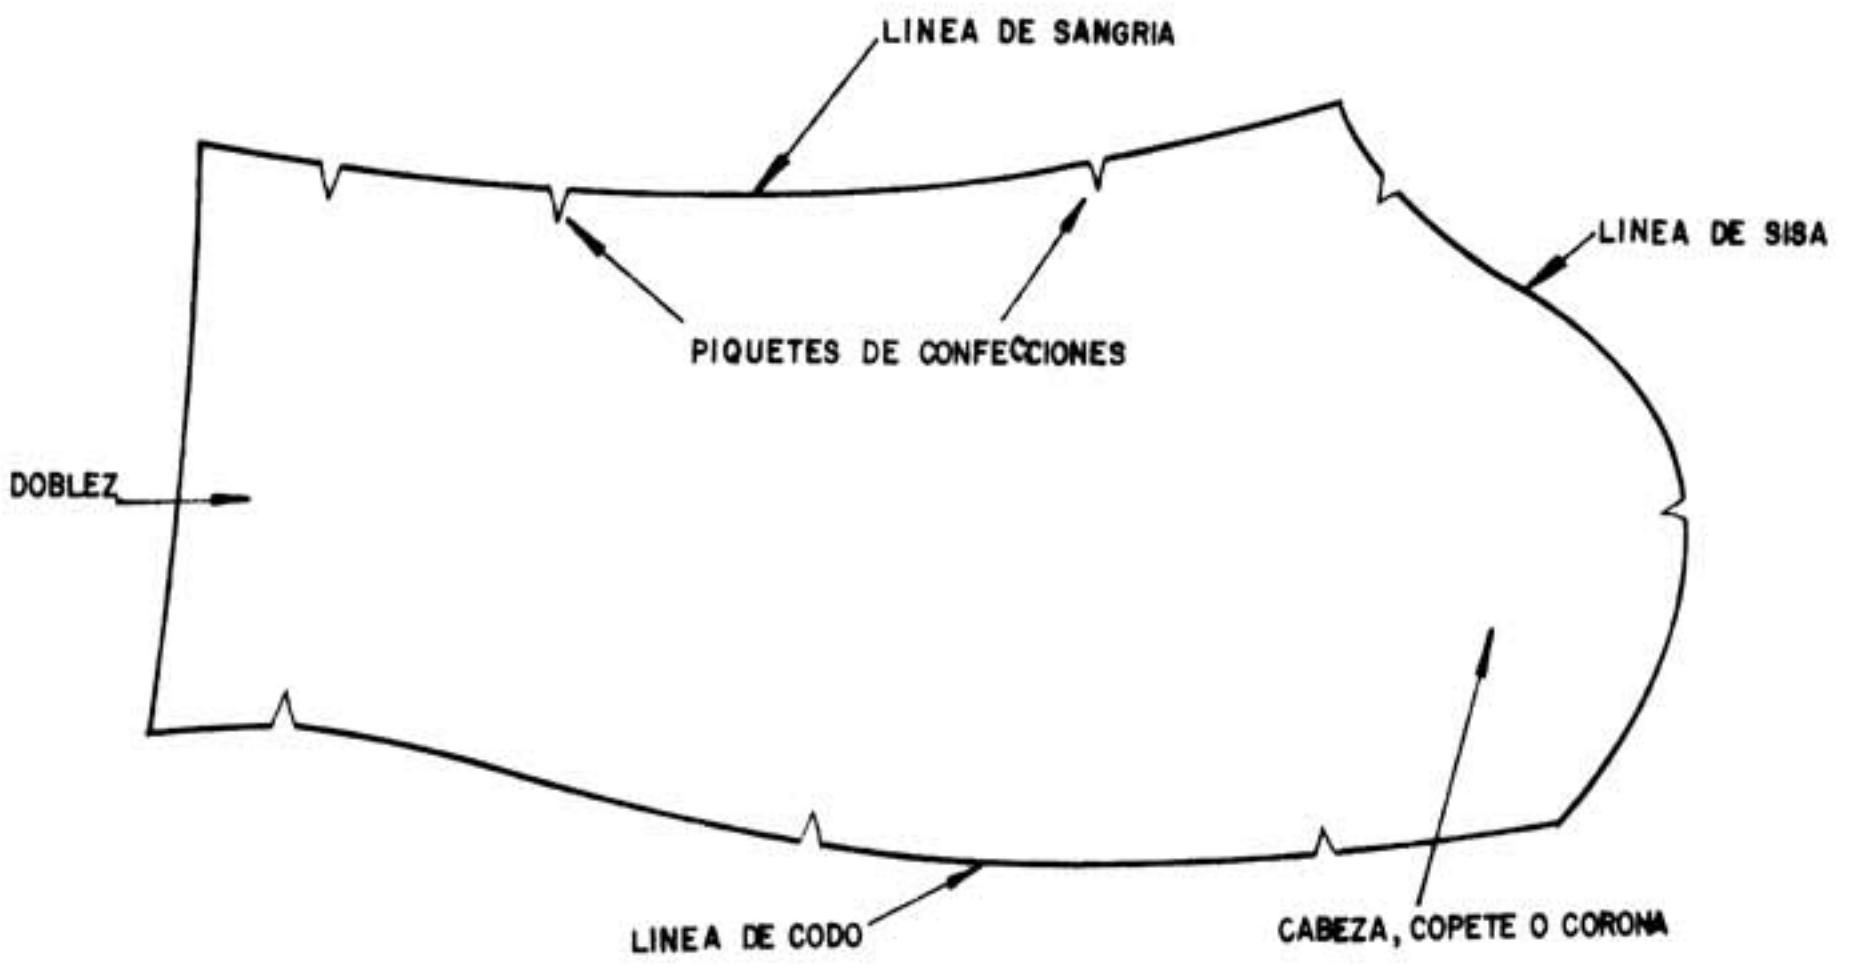 LINEA DE SANGRIA
LINEA DE SISA
PIQUETES DE CONFECCIONES
DOBLEZ
LINEA DE CODO
CABEZA, COPETE O CORONA